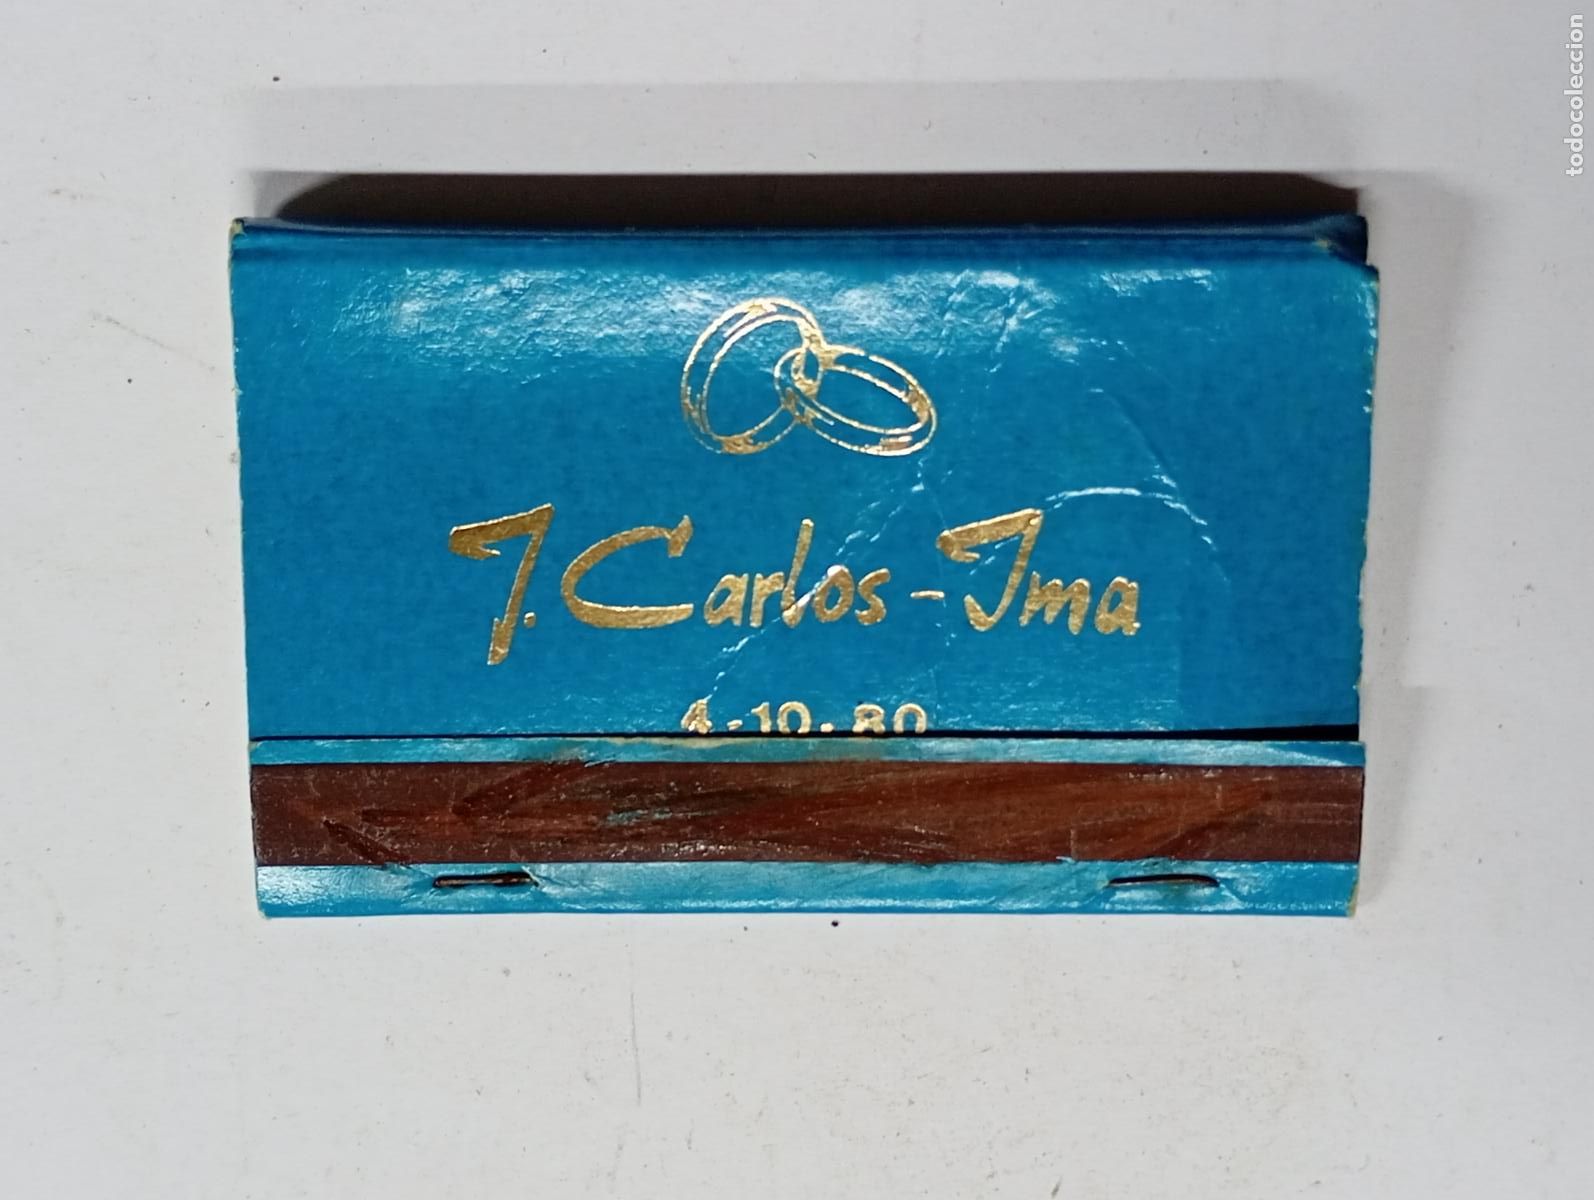 J. Carlos - Ima
4-10-80
todocoleccion